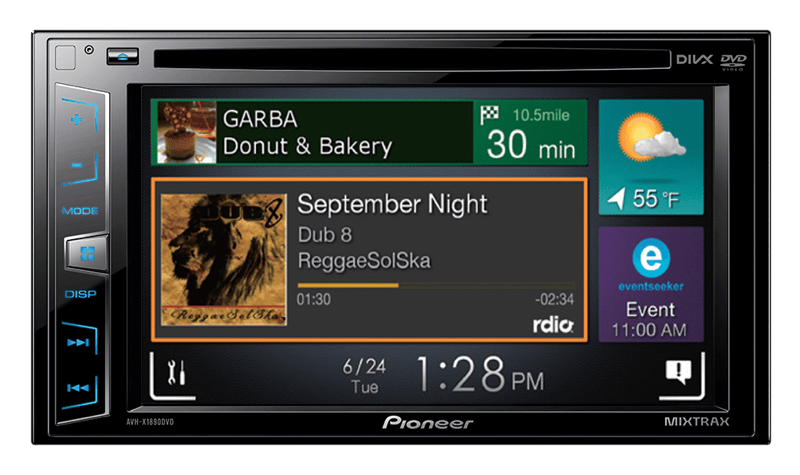 DIVX DVD
VIDEO
GARBA
Donut & Bakery
10.5mile
30 min
55 °F
MODE
DISP
DUB 8
ReggaeSolSka
September Night
Dub 8
ReggaeSolSka
01:30
-02:34
rdio
e
eventseeker
Event
11:00 AM
6/24
Tue
1:28 PM
AVH-X1890DVD
Pioneer
MIXTRAX